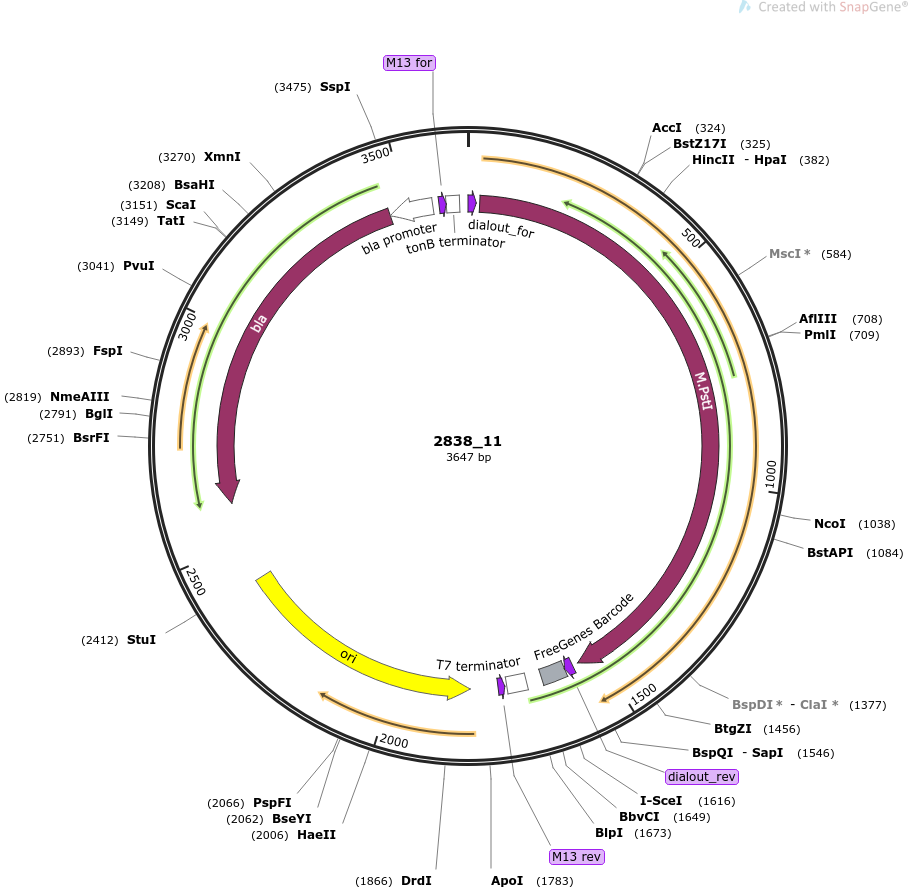 Created with SnapGene®
M13 for
(3475) SspI
3500
(3270) XmnI
(3208) BsaHI
(3151) ScaI
(3149) TatI
(3041) PvuI
3000
(2893) FspI
(2819) NmeAIII
(2791) BglI
(2751) BsrFI
2500
(2412) StuI
AccI (324)
BstZ17I (325)
HincII - HpaI (382)
500
MscI * (584)
AflIII (708)
PmlI (709)
1000
NcoI (1038)
BstAPI (1084)
BspDI * - ClaI * (1377)
1500
BtgZI (1456)
BspQI - SapI (1546)
dialout_rev
I-SceI (1616)
BbvCI (1649)
BlpI (1673)
M13 rev
ApoI (1783)
(1866) DrdI
2000
(2006) HaeII
(2062) BseYI
(2066) PspFI
bla promoter
tonB terminator
dialout_for
bla
M.PstI
2838_11
3647 bp
FreeGenes Barcode
T7 terminator
ori